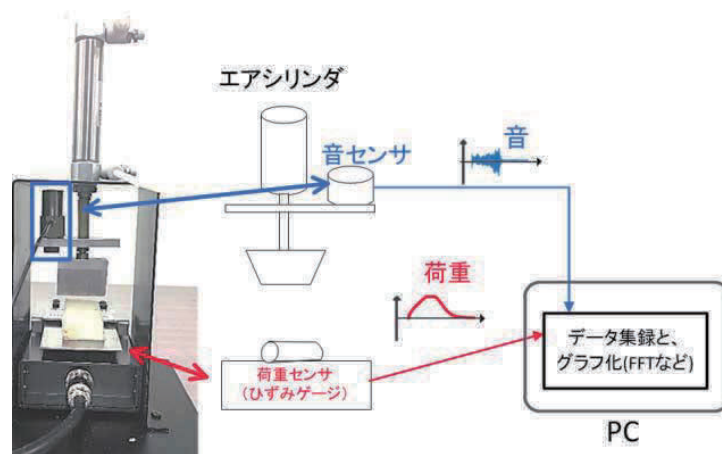 エアシリンダ
音センサ
音
荷重
荷重センサ
(ひずみゲージ)
データ集録と、
グラフ化(FFTなど)
PC